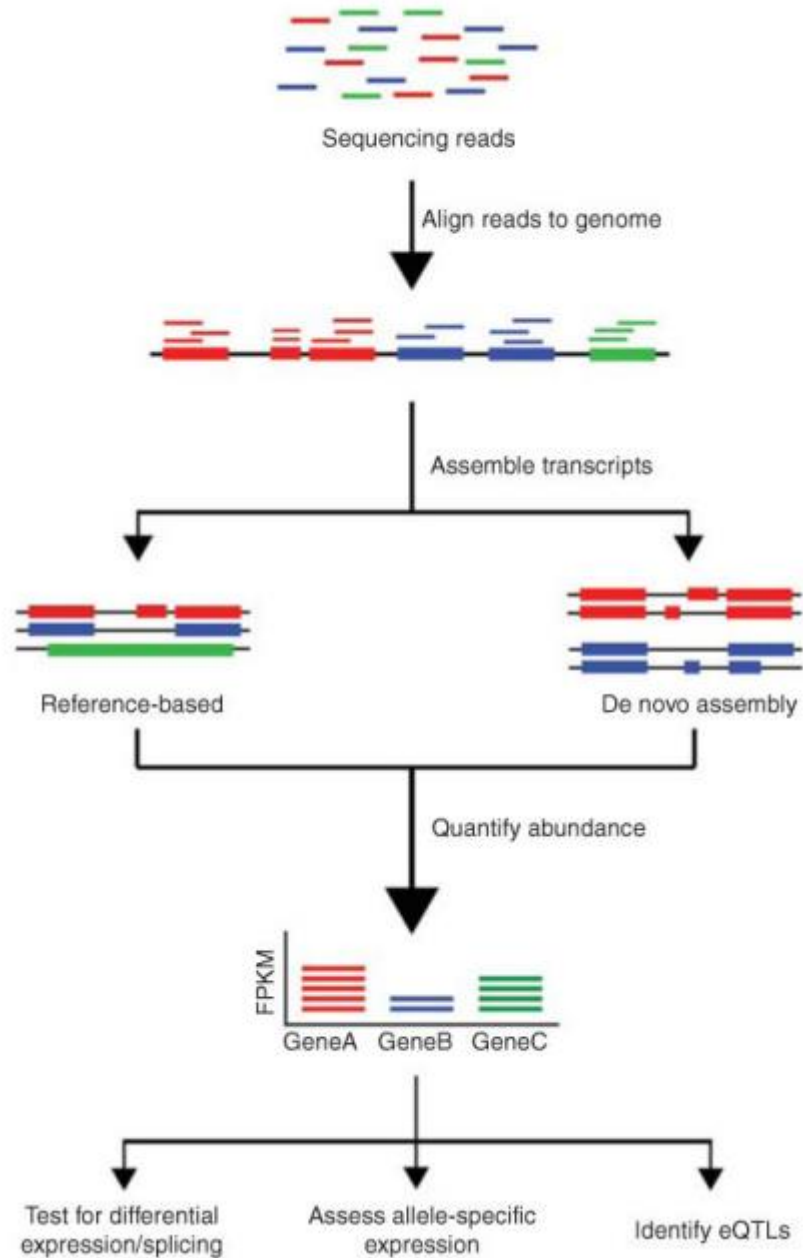 Sequencing reads
Align reads to genome
Assemble transcripts
Reference-based
De novo assembly
Quantify abundance
FPKM
GeneA GeneB GeneC
Test for differential
expression/splicing
Assess allele-specific
expression
Identify eQTLs